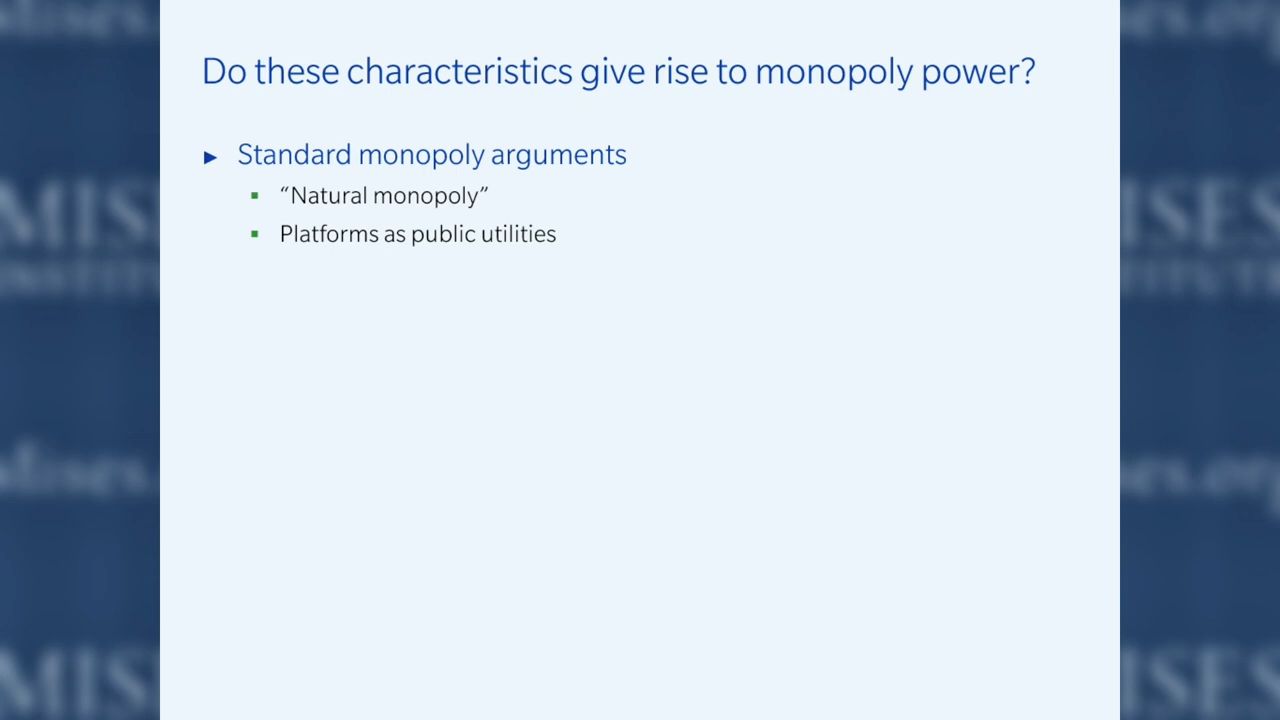 Do these characteristics give rise to monopoly power?
► Standard monopoly arguments
▪ “Natural monopoly”
▪ Platforms as public utilities